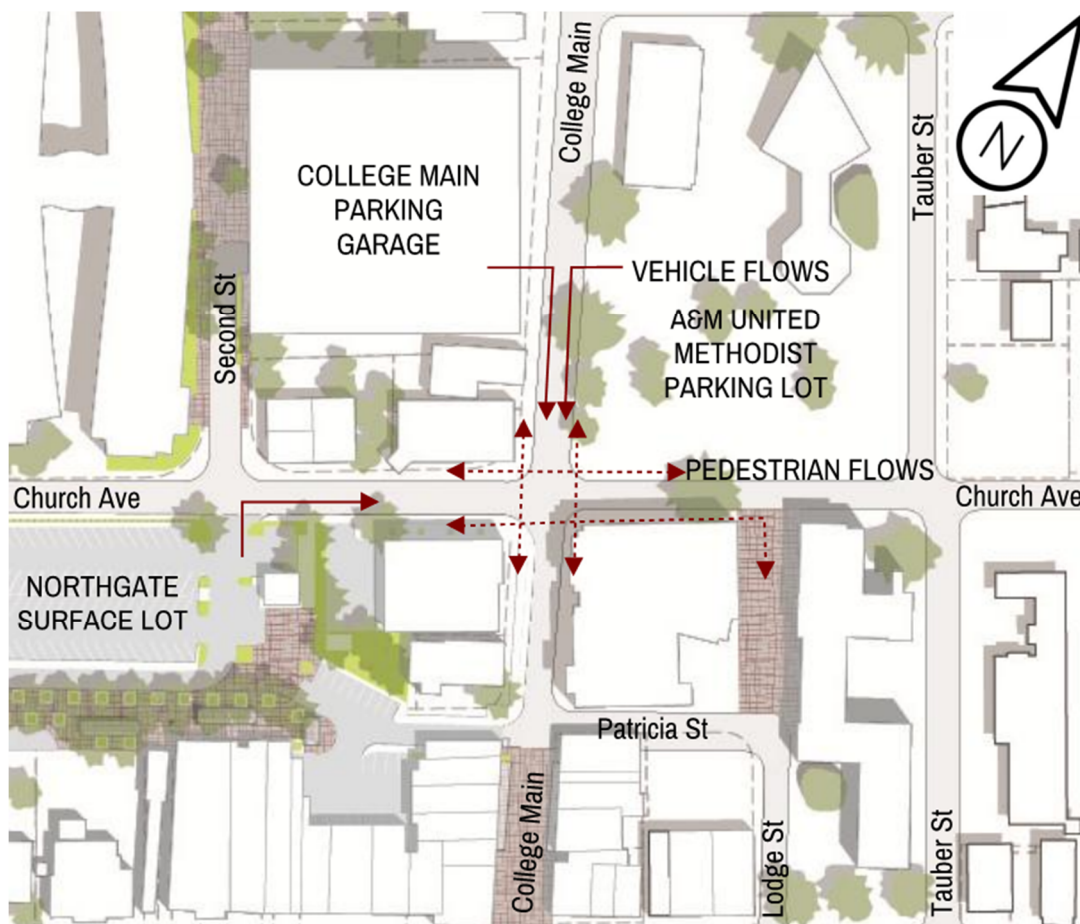 College Main
Tauber St
N
COLLEGE MAIN
PARKING
GARAGE
Second St
VEHICLE FLOWS
A&M UNITED
METHODIST
PARKING LOT
PEDESTRIAN FLOWS
Church Ave
Church Ave
NORTHGATE
SURFACE LOT
Patricia St
College Main
Lodge St
Tauber St